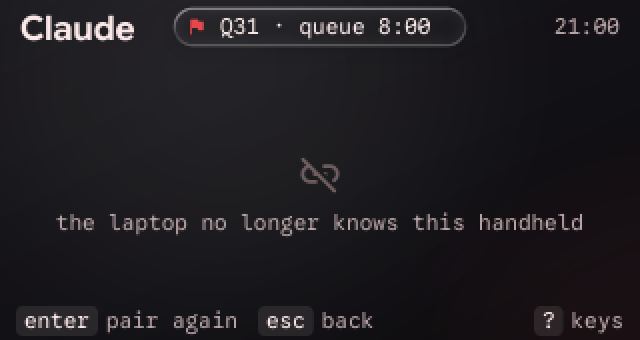 Claude
Q31 · queue 8:00
21:00
the laptop no longer knows this handheld
enter pair again esc back ? keys